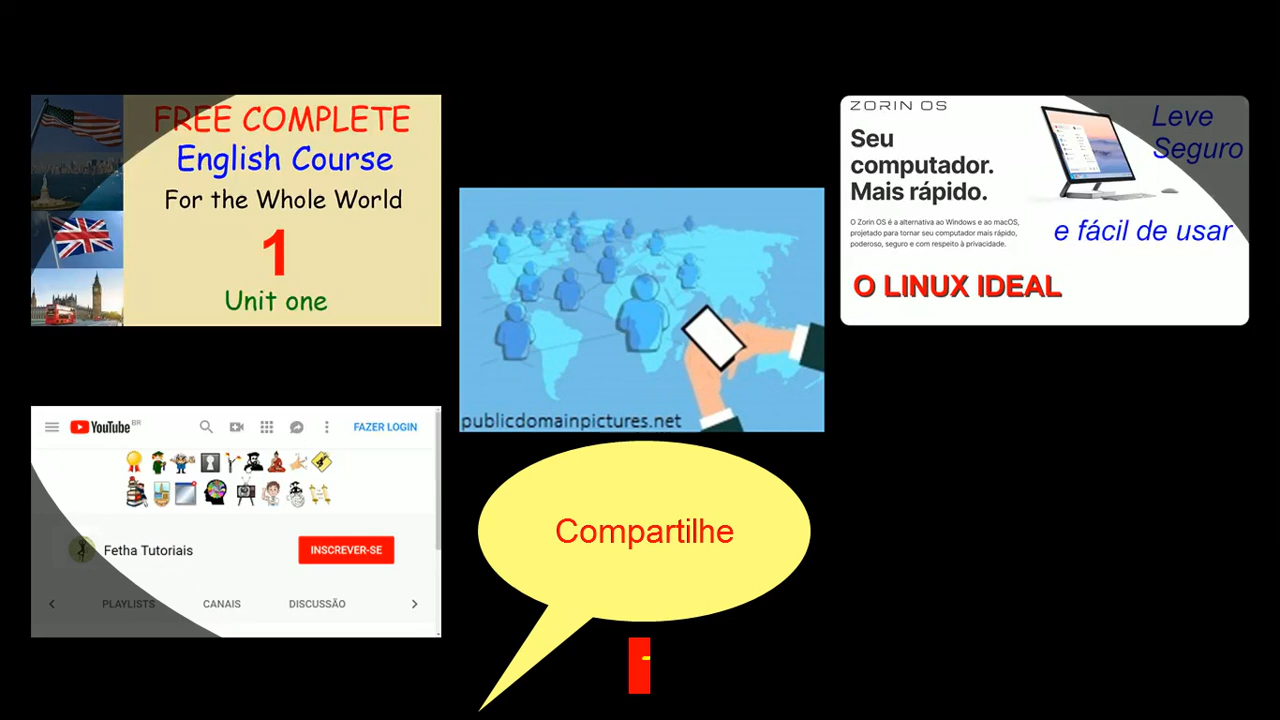 FREE COMPLETE
English Course
For the Whole World
1
Unit one
publicdomainpictures.net
ZORIN OS
Seu
computador.
Mais rápido.
O Zorin OS é a alternativa ao Windows e ao macOS,
projetado para tornar seu computador mais rápido,
poderoso, seguro e com respeito à privacidade.
Leve
Seguro
e fácil de usar
O LINUX IDEAL
YouTube BR
FAZER LOGIN
Fetha Tutoriais
INSCREVER-SE
PLAYLISTS
CANAIS
DISCUSSÃO
Compartilhe